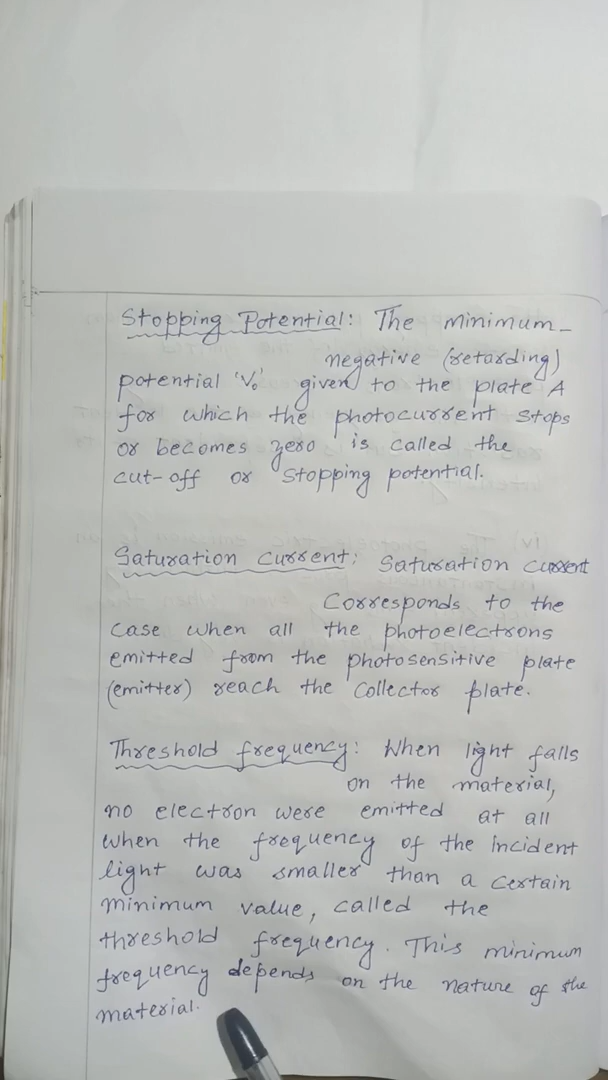 Stopping Potential: The minimum
negative (retarding)
potential 'V₀' given to the plate A
for which the photocurrent stops
or becomes zero is called the
cut-off or stopping potential.
Saturation Current: Saturation current
Corresponds to the
case when all the photoelectrons
emitted from the photosensitive plate
(emitter) reach the collector plate.
Threshold frequency: When light falls
on the material,
no electron were emitted at all
when the frequency of the incident
light was smaller than a certain
minimum value, called the
threshold frequency. This minimum
frequency depends on the nature of the
material.